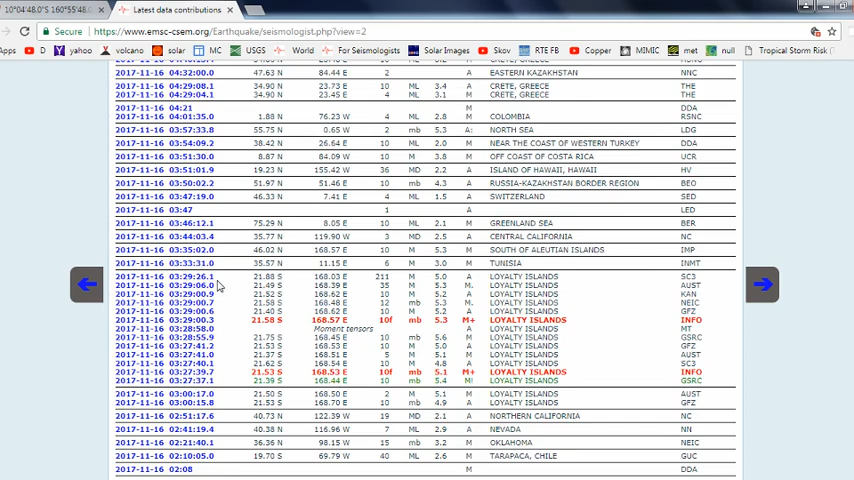 10°04'48.0"S 160°55'48.0 x Latest data contributions x
Secure https://www.emsc-csem.org/Earthquake/seismologist.php?view=2
Apps D yahoo volcano solar MC USGS World For Seismologists Solar Images Skov RTE FB Copper MIMIC met null Tropical Storm Risk (
2017-11-16 04:32:00.0 47.63 N 84.44 E 2 A EASTERN KAZAKHSTAN NNC
2017-11-16 04:29:08.1 34.90 N 23.73 E 10 ML 3.4 A CRETE, GREECE THE
2017-11-16 04:29:04.1 34.90 N 23.45 E 4 ML 3.1 M CRETE, GREECE THE
2017-11-16 04:21 M DDA
2017-11-16 04:01:35.0 1.88 N 76.23 W 4 ML 2.8 M COLOMBIA RSNC
2017-11-16 03:57:33.8 55.75 N 0.65 W 2 mb 5.3 A: NORTH SEA LDG
2017-11-16 03:54:09.2 38.42 N 26.64 E 10 ML 2.0 M NEAR THE COAST OF WESTERN TURKEY DDA
2017-11-16 03:51:30.0 8.87 N 84.09 W 10 M 3.8 M OFF COAST OF COSTA RICA UCR
2017-11-16 03:51:01.9 19.23 N 155.42 W 36 MD 2.2 A ISLAND OF HAWAII, HAWAII HV
2017-11-16 03:50:02.2 51.97 N 51.46 E 10 mb 4.3 A RUSSIA-KAZAKHSTAN BORDER REGION BEO
2017-11-16 03:47:19.0 46.33 N 7.41 E 4 ML 1.5 A SWITZERLAND SED
2017-11-16 03:47 1 A LED
2017-11-16 03:46:12.1 75.29 N 8.05 E 10 ML 2.1 M GREENLAND SEA BER
2017-11-16 03:44:03.0 35.77 N 119.90 W 3 MD 2.5 A CENTRAL CALIFORNIA NC
2017-11-16 03:35:02.0 46.02 N 168.57 E 10 M 5.3 M SOUTH OF ALEUTIAN ISLANDS IMP
2017-11-16 03:33:31.0 35.57 N 11.15 E 6 M 3.0 M TUNISIA INMT
2017-11-16 03:29:26.1 21.88 S 168.03 E 211 M 5.0 A LOYALTY ISLANDS SC3
2017-11-16 03:29:06.0 21.49 S 168.39 E 35 M 5.3 M. LOYALTY ISLANDS AUST
2017-11-16 03:29:00.9 21.52 S 168.62 E 10 M 5.2 A LOYALTY ISLANDS KAN
2017-11-16 03:29:00.7 21.58 S 168.48 E 12 mb 5.3 M. LOYALTY ISLANDS NEIC
2017-11-16 03:29:00.6 21.40 S 168.62 E 10 M 5.2 A LOYALTY ISLANDS GFZ
2017-11-16 03:29:00.3 21.58 S 168.57 E 10f mb 5.3 M+ LOYALTY ISLANDS INFO
2017-11-16 03:28:58.0 Moment tensors A LOYALTY ISLANDS MT
2017-11-16 03:28:55.9 21.75 S 168.45 E 10 mb 5.6 M LOYALTY ISLANDS GSRC
2017-11-16 03:27:41.2 21.53 S 168.53 E 10 M 5.0 A LOYALTY ISLANDS GFZ
2017-11-16 03:27:41.0 21.37 S 168.51 E 5 M 5.1 M LOYALTY ISLANDS AUST
2017-11-16 03:27:40.1 21.62 S 168.54 E 10 M 4.8 A LOYALTY ISLANDS SC3
2017-11-16 03:27:39.7 21.53 S 168.53 E 10f mb 5.1 M+ LOYALTY ISLANDS INFO
2017-11-16 03:27:37.1 21.39 S 168.44 E 10 mb 5.4 M! LOYALTY ISLANDS GSRC
2017-11-16 03:00:17.0 21.50 S 168.50 E 2 M 5.1 M LOYALTY ISLANDS AUST
2017-11-16 03:00:15.8 21.53 S 168.70 E 10 mb 4.9 A LOYALTY ISLANDS GFZ
2017-11-16 02:51:17.6 40.73 N 122.39 W 19 MD 2.1 A NORTHERN CALIFORNIA NC
2017-11-16 02:41:19.4 40.38 N 116.96 W 7 ML 2.9 A NEVADA NN
2017-11-16 02:21:40.1 36.36 N 98.15 W 15 mb 3.2 M OKLAHOMA NEIC
2017-11-16 02:10:05.0 19.70 S 69.79 W 40 ML 2.6 M TARAPACA, CHILE GUC
2017-11-16 02:08 M DDA